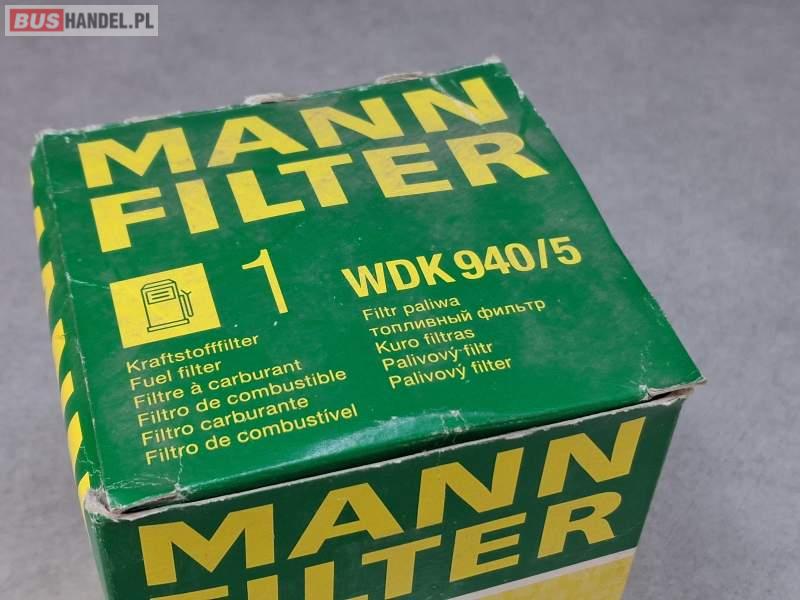 BUSHANDEL.PL
MANN
FILTER
1
WDK 940/5
Kraftstofffilter
Fuel filter
Filtre à carburant
Filtro de combustible
Filtro carburante
Filtro de combustível
Filtr paliwa
топливный фильтр
Kuro filtras
Palivový filtr
Palivový filter
MANN
FILTER